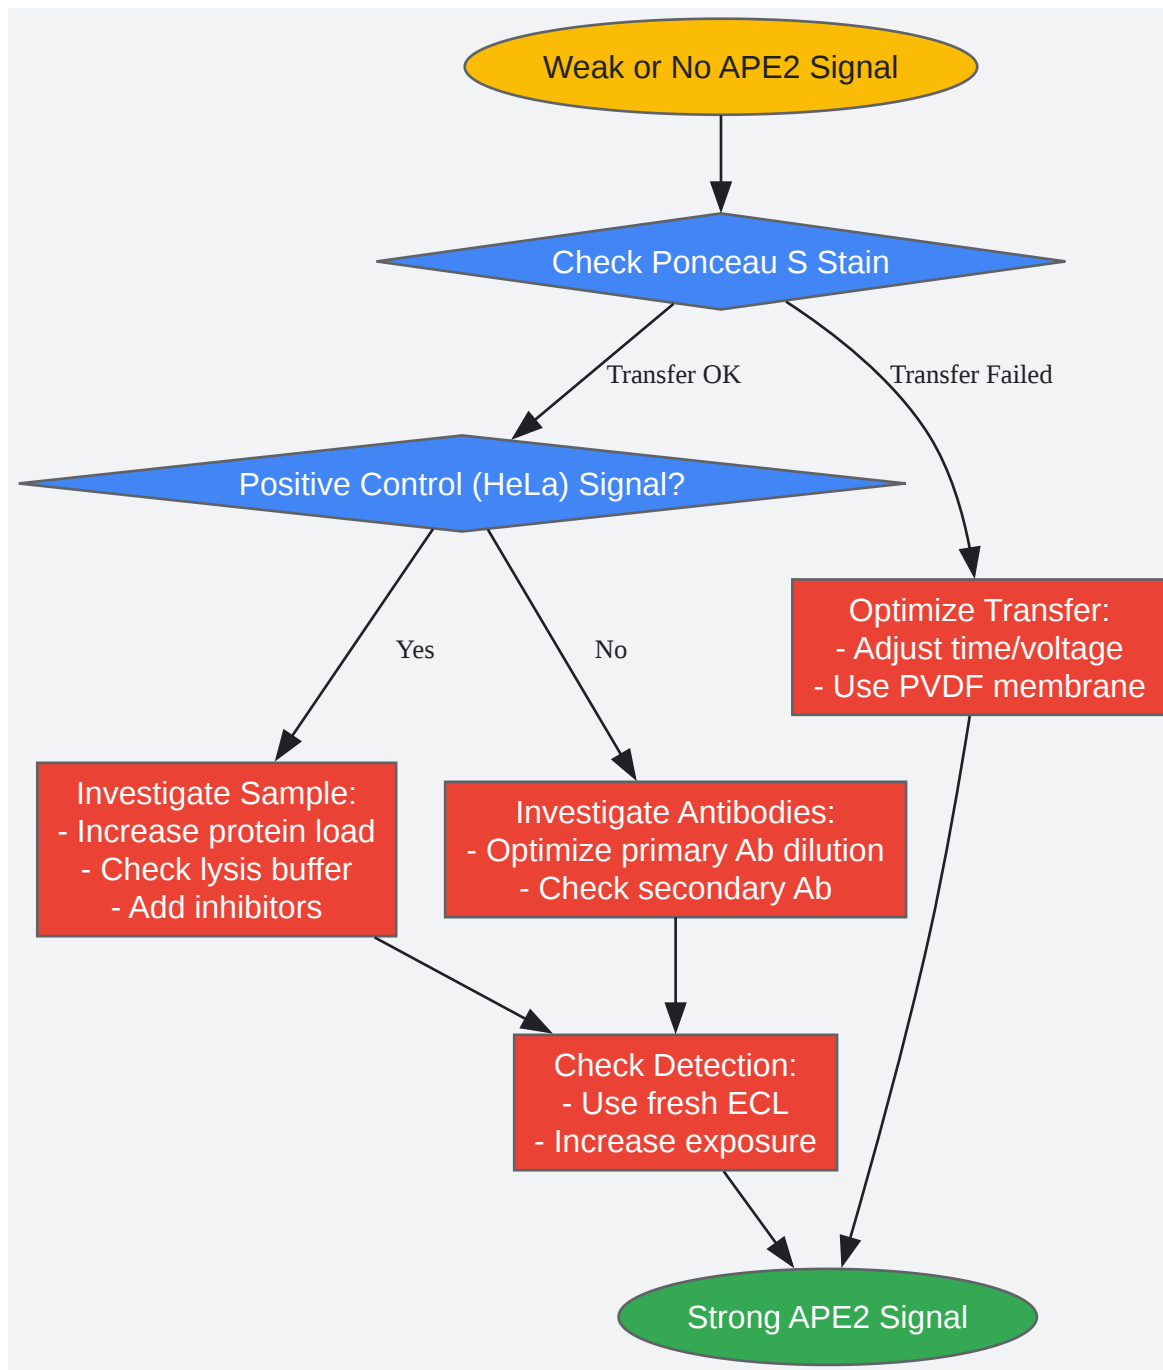 Weak or No APE2 Signal
Check Ponceau S Stain
Transfer OK
Transfer Failed
Positive Control (HeLa) Signal?
Yes
No
Optimize Transfer:
- Adjust time/voltage
- Use PVDF membrane
Investigate Sample:
- Increase protein load
- Check lysis buffer
- Add inhibitors
Investigate Antibodies:
- Optimize primary Ab dilution
- Check secondary Ab
Check Detection:
- Use fresh ECL
- Increase exposure
Strong APE2 Signal